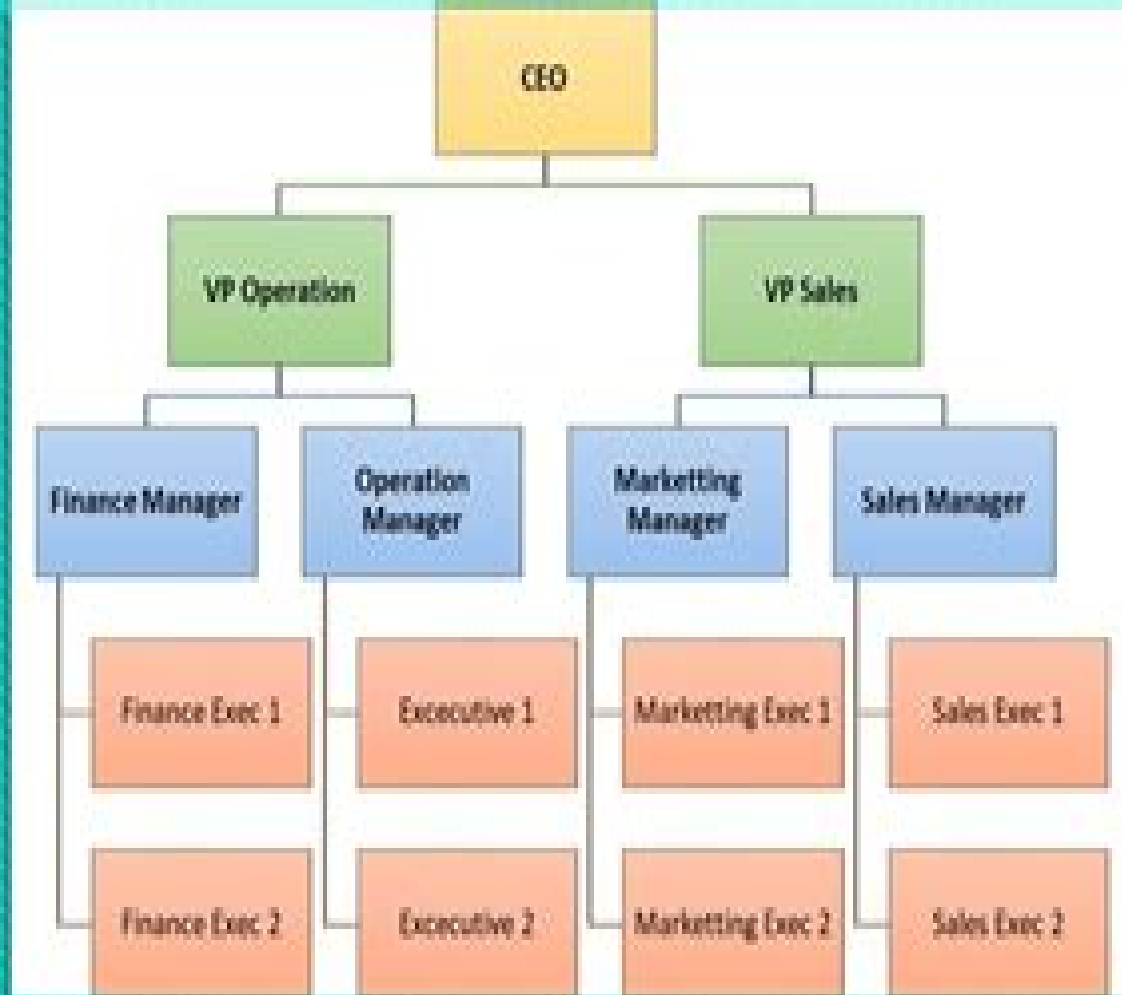 CEO
VP Operation
VP Sales
Finance Manager
Operation
Manager
Marketting
Manager
Sales Manager
Finance Exec 1
Excecutive 1
Marketting Exec 1
Sales Exec 1
Finance Exec 2
Excecutive 2
Marketting Exec 2
Sales Exec 2